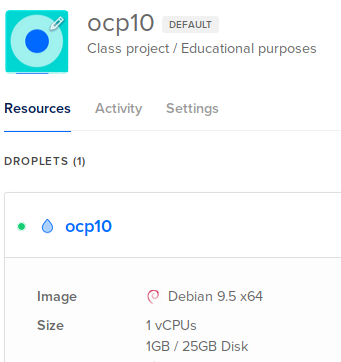 ocp10 DEFAULT
Class project / Educational purposes
Resources Activity Settings
DROPLETS (1)
ocp10
Image Debian 9.5 x64
Size 1 vCPUs
1GB / 25GB Disk